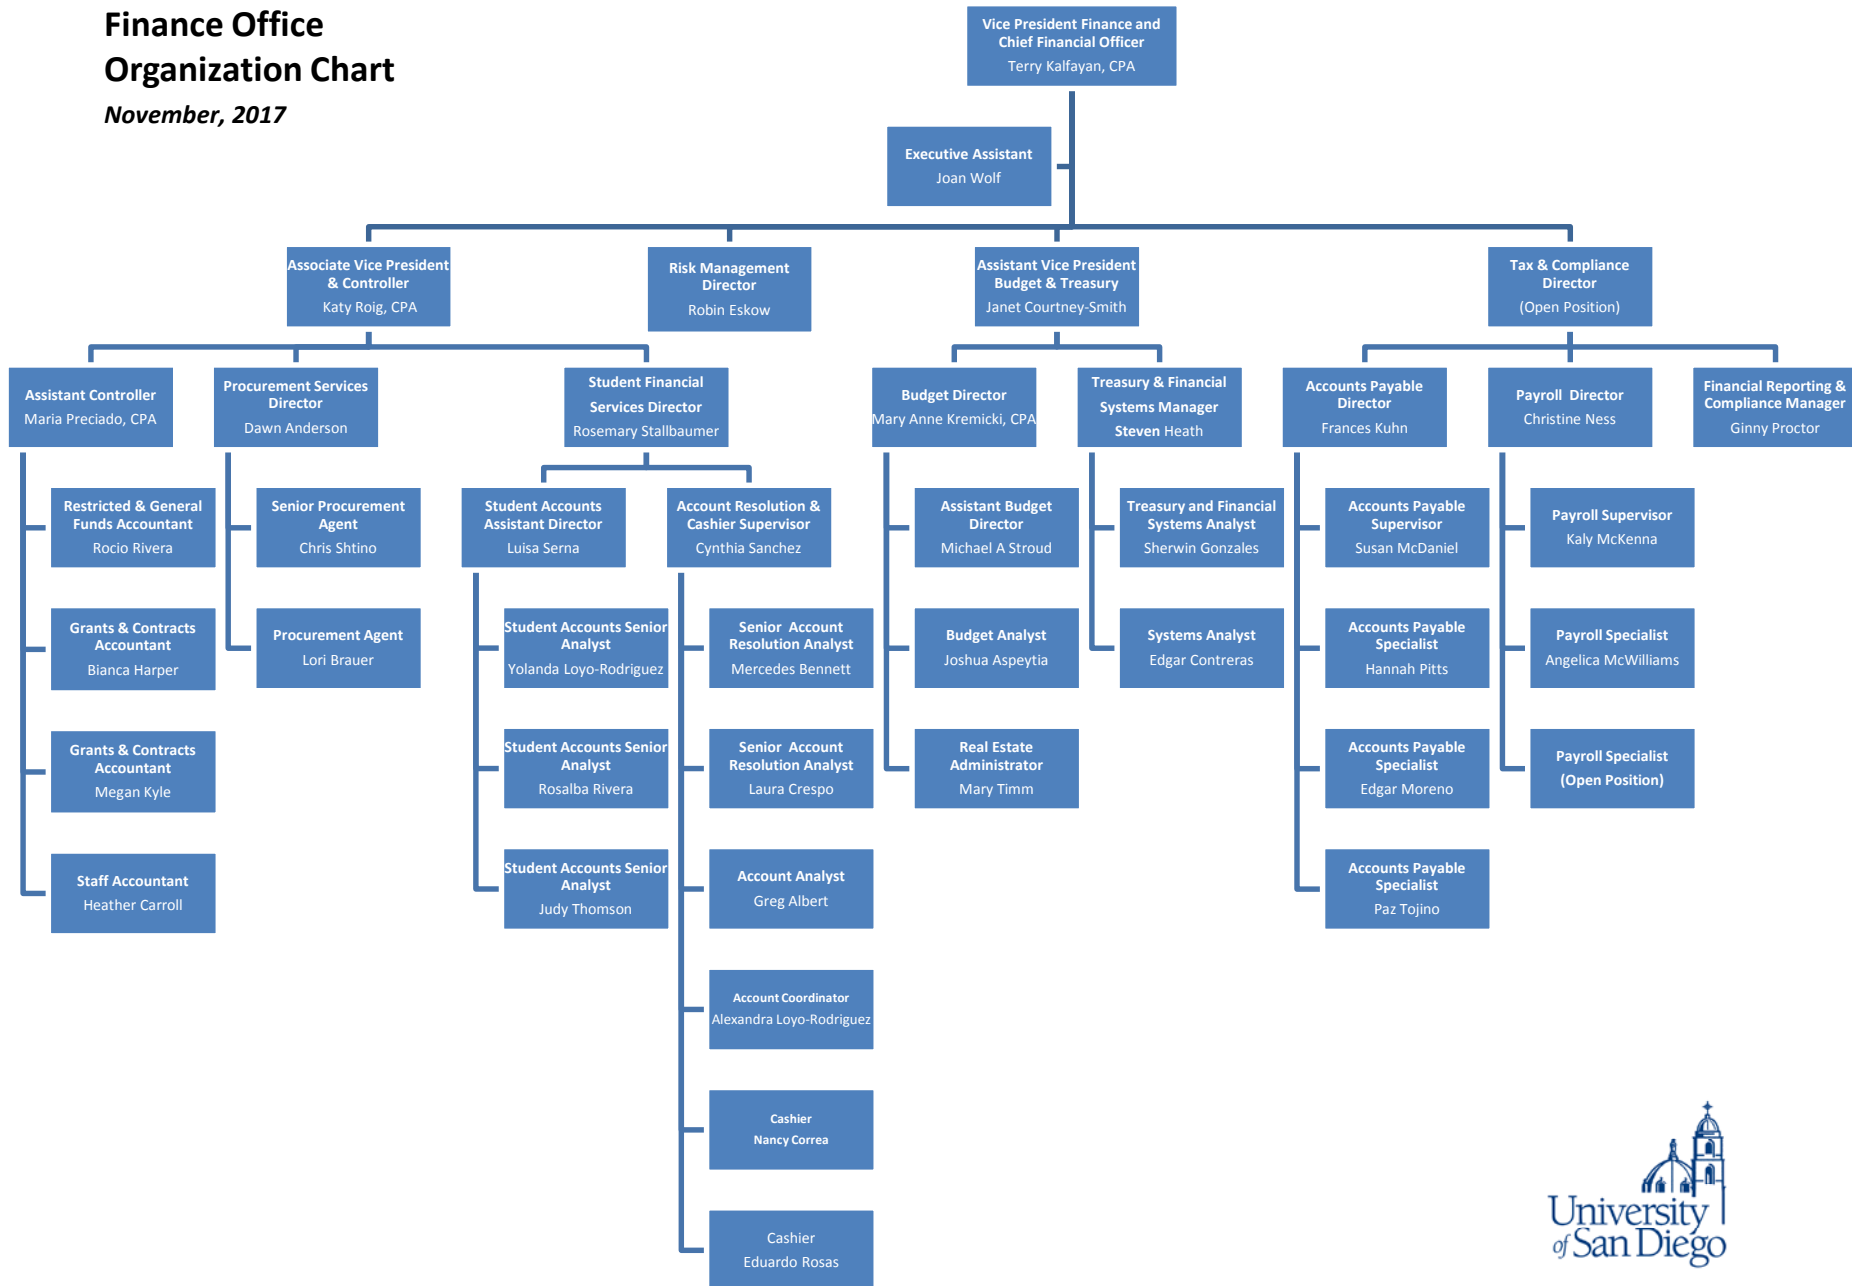 Finance Office
Organization Chart
November, 2017
Vice President Finance and
Chief Financial Officer
Terry Kalfayan, CPA
Executive Assistant
Joan Wolf
Associate Vice President
& Controller
Katy Roig, CPA
Risk Management
Director
Robin Eskow
Assistant Vice President
Budget & Treasury
Janet Courtney-Smith
Tax & Compliance
Director
(Open Position)
Assistant Controller
Maria Preciado, CPA
Procurement Services
Director
Dawn Anderson
Student Financial
Services Director
Rosemary Stallbaumer
Budget Director
Mary Anne Kremicki, CPA
Treasury & Financial
Systems Manager
Steven Heath
Accounts Payable
Director
Frances Kuhn
Payroll Director
Christine Ness
Financial Reporting &
Compliance Manager
Ginny Proctor
Restricted & General
Funds Accountant
Rocio Rivera
Senior Procurement
Agent
Chris Shtino
Student Accounts
Assistant Director
Luisa Serna
Account Resolution &
Cashier Supervisor
Cynthia Sanchez
Assistant Budget
Director
Michael A Stroud
Treasury and Financial
Systems Analyst
Sherwin Gonzales
Accounts Payable
Supervisor
Susan McDaniel
Payroll Supervisor
Kaly McKenna
Grants & Contracts
Accountant
Bianca Harper
Procurement Agent
Lori Brauer
Student Accounts Senior
Analyst
Yolanda Loyo-Rodriguez
Senior Account
Resolution Analyst
Mercedes Bennett
Budget Analyst
Joshua Aspeytia
Systems Analyst
Edgar Contreras
Accounts Payable
Specialist
Hannah Pitts
Payroll Specialist
Angelica McWilliams
Grants & Contracts
Accountant
Megan Kyle
Student Accounts Senior
Analyst
Rosalba Rivera
Senior Account
Resolution Analyst
Laura Crespo
Real Estate
Administrator
Mary Timm
Accounts Payable
Specialist
Edgar Moreno
Payroll Specialist
(Open Position)
Staff Accountant
Heather Carroll
Student Accounts Senior
Analyst
Judy Thomson
Account Analyst
Greg Albert
Accounts Payable
Specialist
Paz Tojino
Account Coordinator
Alexandra Loyo-Rodriguez
Cashier
Nancy Correa
Cashier
Eduardo Rosas
University
of San Diego